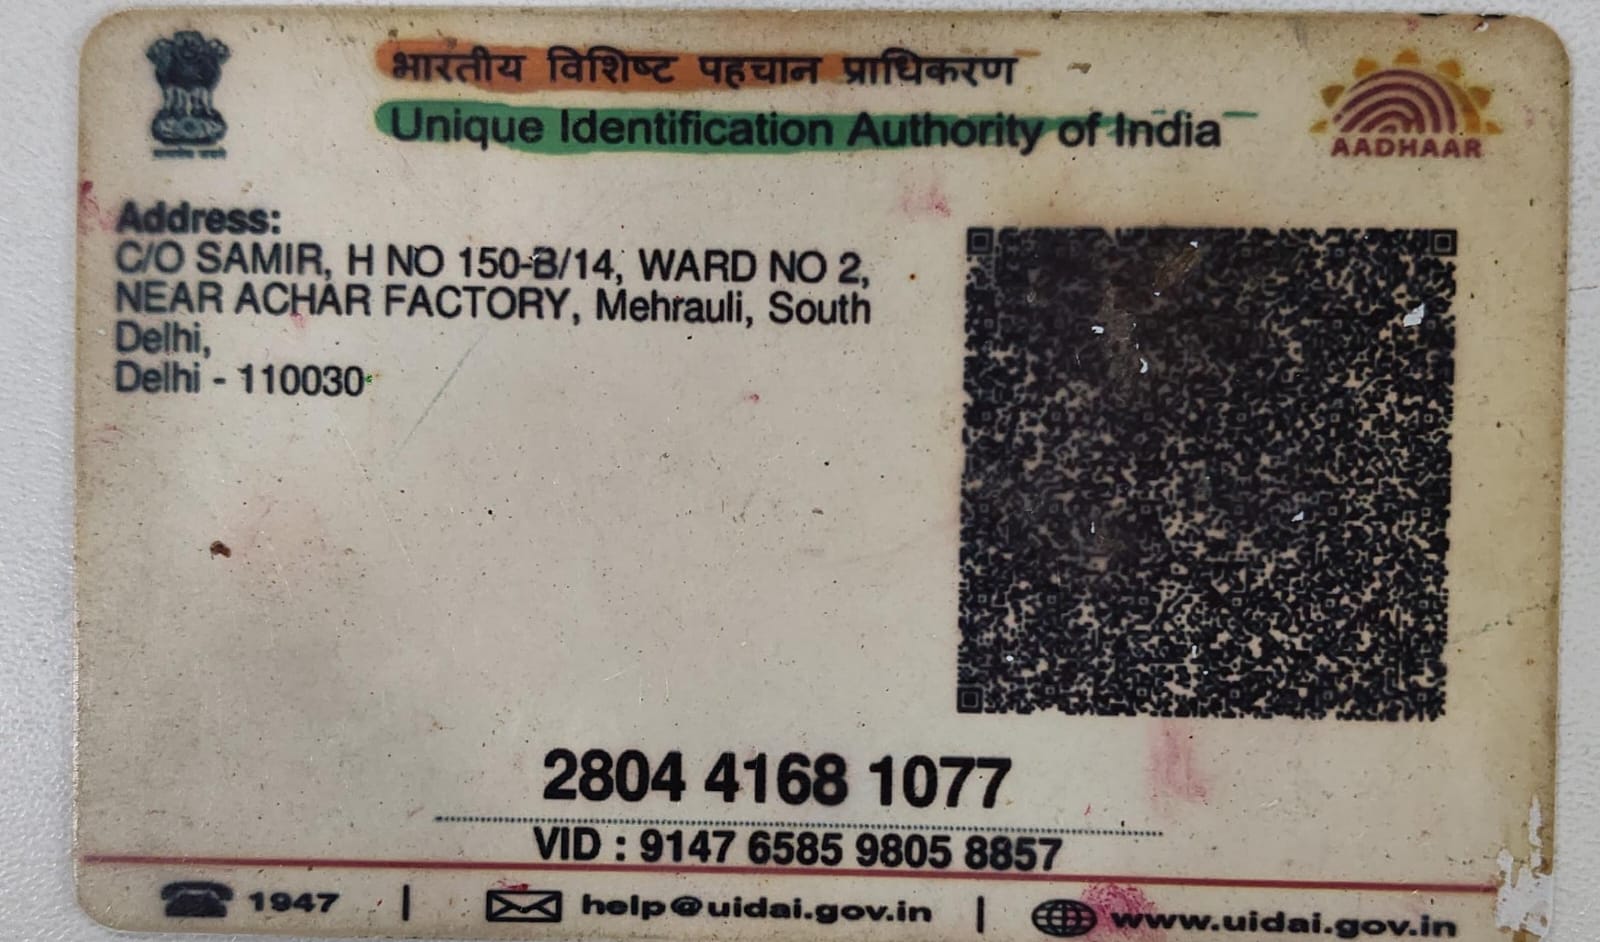 भारतीय विशिष्ट पहचान प्राधिकरण
Unique Identification Authority of India
AADHAAR
Address:
C/O SAMIR, H NO 150-B/14, WARD NO 2,
NEAR ACHAR FACTORY, Mehrauli, South
Delhi,
Delhi - 110030
2804 4168 1077
VID : 9147 6585 9805 8857
1947 | help@uidai.gov.in | www.uidai.gov.in